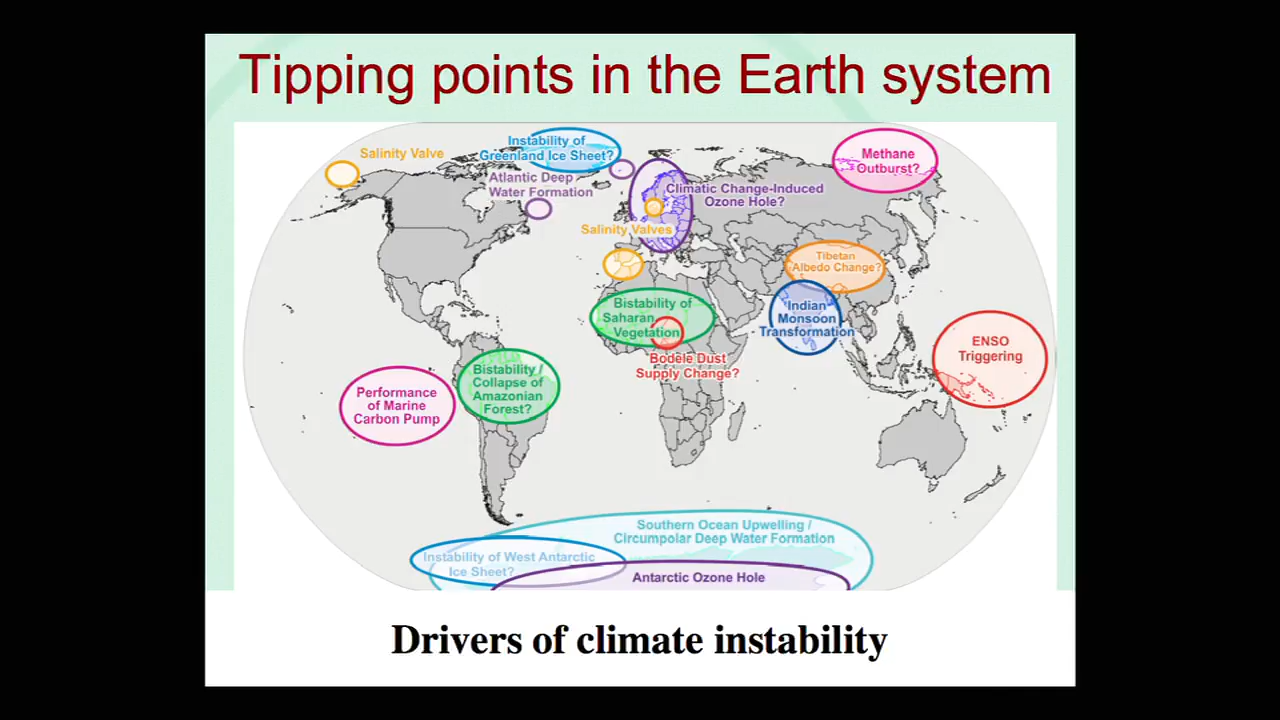 Tipping points in the Earth system
Salinity Valve
Instability of
Greenland Ice Sheet?
Atlantic Deep
Water Formation
Climatic Change-Induced
Ozone Hole?
Methane
Outburst?
Salinity Valves
Tibetan
Albedo Change?
Bistability of
Saharan
Vegetation
Indian
Monsoon
Transformation
Bodele Dust
Supply Change?
ENSO
Triggering
Performance
of Marine
Carbon Pump
Bistability /
Collapse of
Amazonian
Forest?
Southern Ocean Upwelling /
Circumpolar Deep Water Formation
Instability of West Antarctic
Ice Sheet?
Antarctic Ozone Hole
Drivers of climate instability